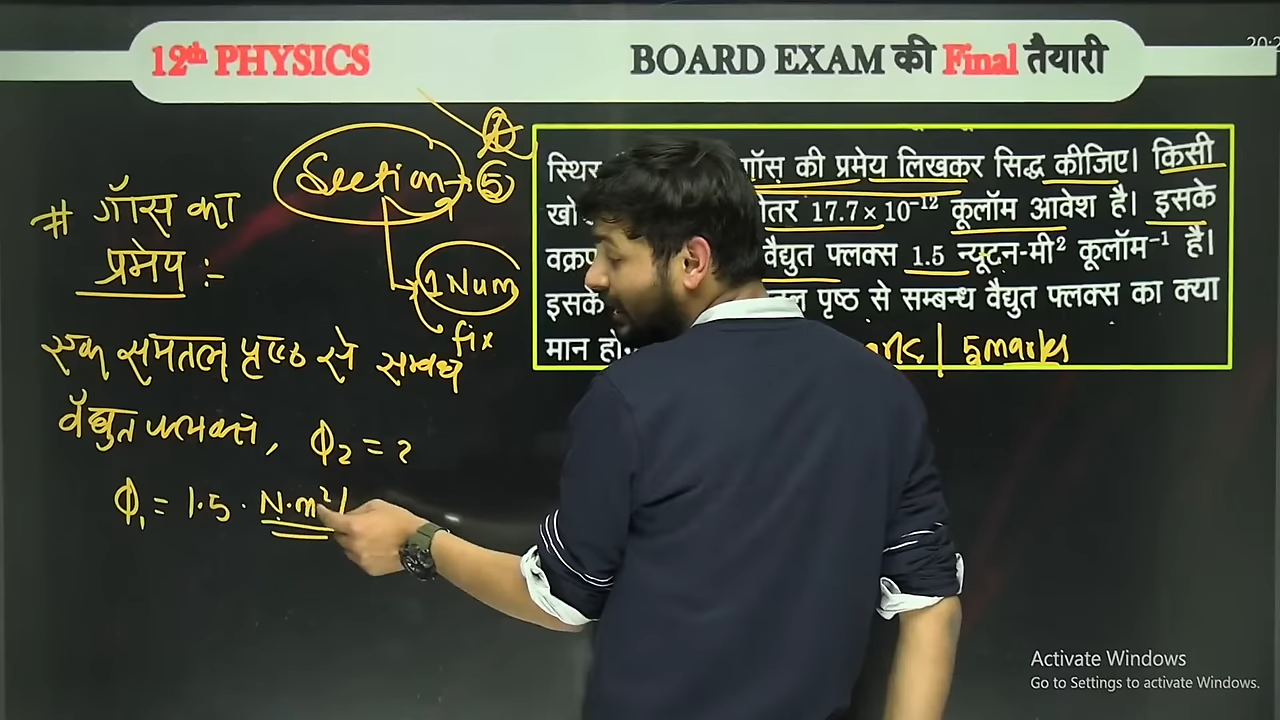 12th PHYSICS
BOARD EXAM की Final तैयारी
20:2
Section → 5
1 Num
fix
# गॉस का
प्रमेय :-
एक समतल पृष्ठ से सम्बन्ध
वैद्युत फ्लक्स, ϕ₂ = ?
ϕ₁ = 1.5 · N·m²/
स्थिर गॉस की प्रमेय लिखकर सिद्ध कीजिए। किसी
खो 17.7×10⁻¹² कूलॉम आवेश है। इसके
वक्र वैद्युत फ्लक्स 1.5 न्यूटन-मी² कूलॉम⁻¹ है।
इसके पृष्ठ से सम्बन्ध वैद्युत फ्लक्स का क्या
मान हो
| 5marks
Activate Windows
Go to Settings to activate Windows.